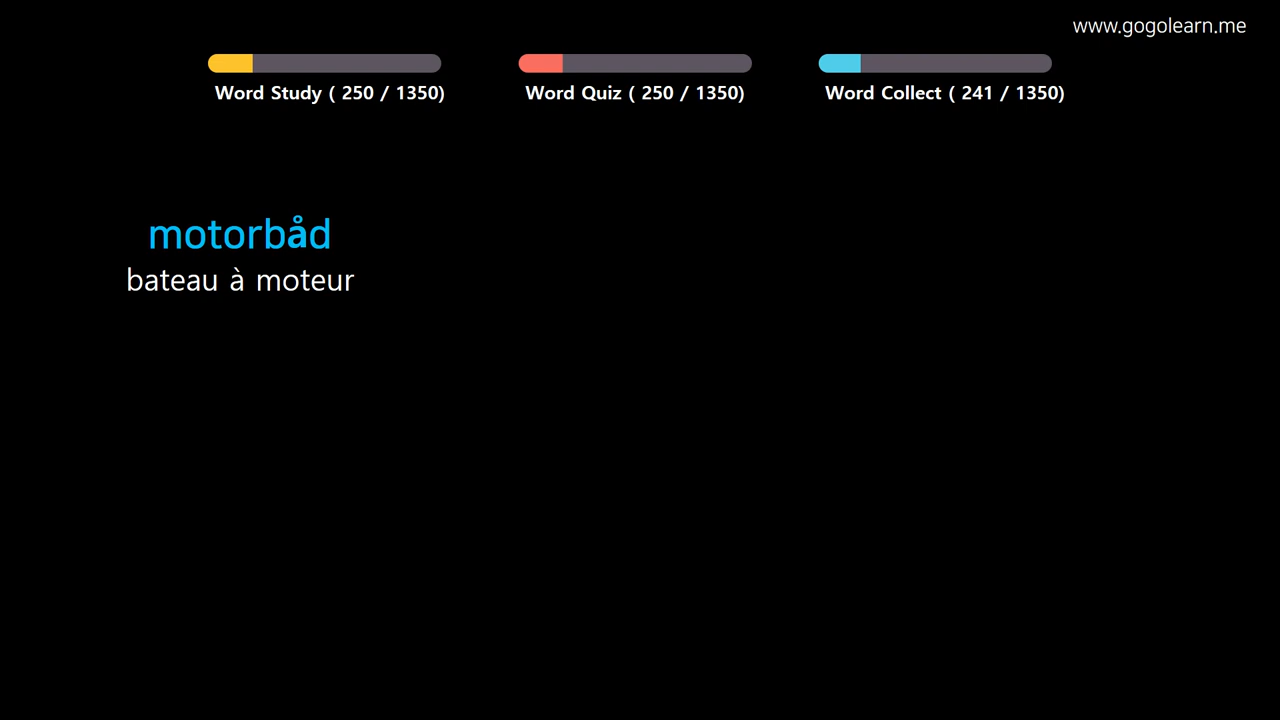 www.gogolearn.me
Word Study ( 250 / 1350)
Word Quiz ( 250 / 1350)
Word Collect ( 241 / 1350)
motorbåd
bateau à moteur